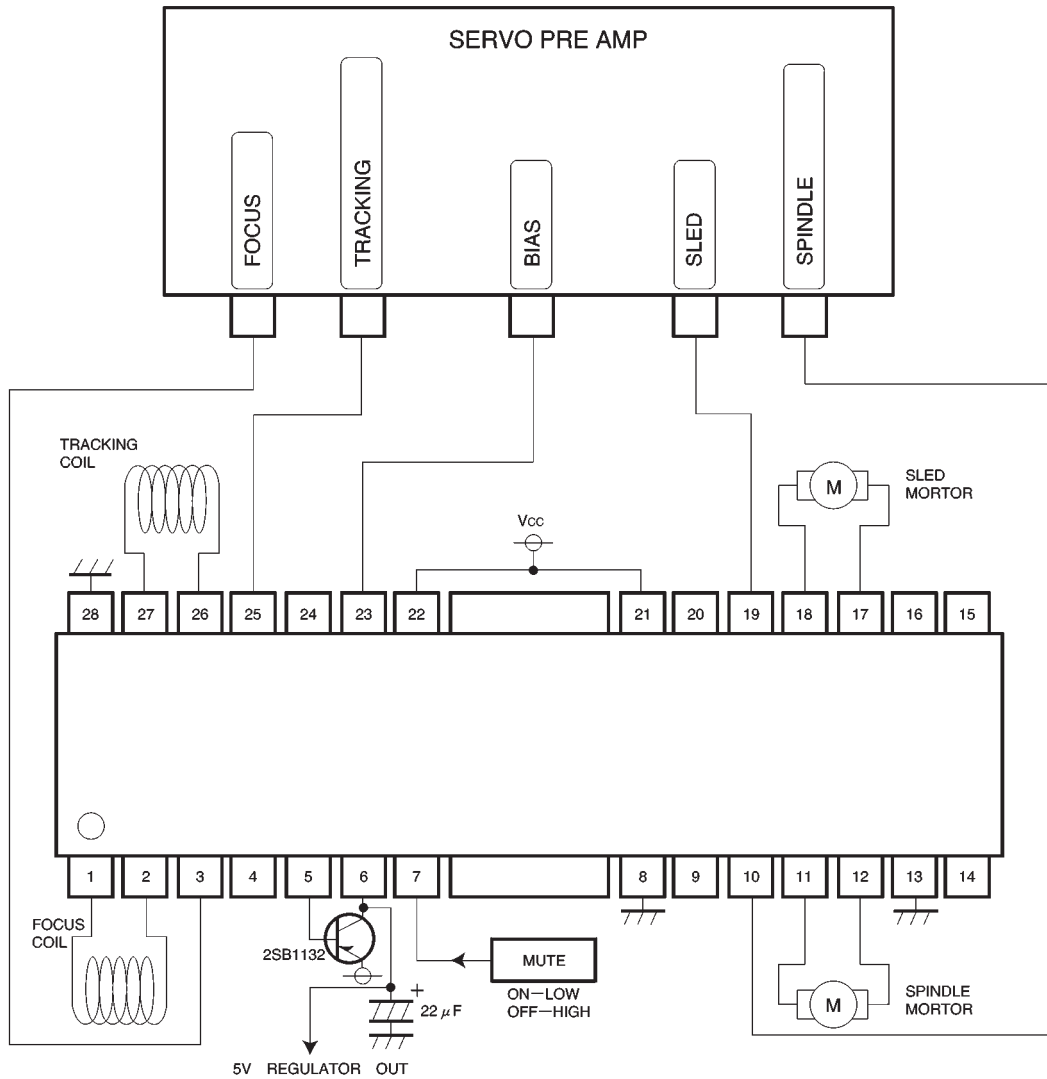 SERVO PRE AMP
FOCUS
TRACKING
BIAS
SLED
SPINDLE
TRACKING
COIL
M
SLED
MORTOR
Vcc
28 27 26 25 24 23 22 21 20 19 18 17 16 15
1 2 3 4 5 6 7 8 9 10 11 12 13 14
FOCUS
COIL
2SB1132
MUTE
ON−LOW
OFF−HIGH
+
22 μF
M
SPINDLE
MORTOR
5V REGULATOR OUT